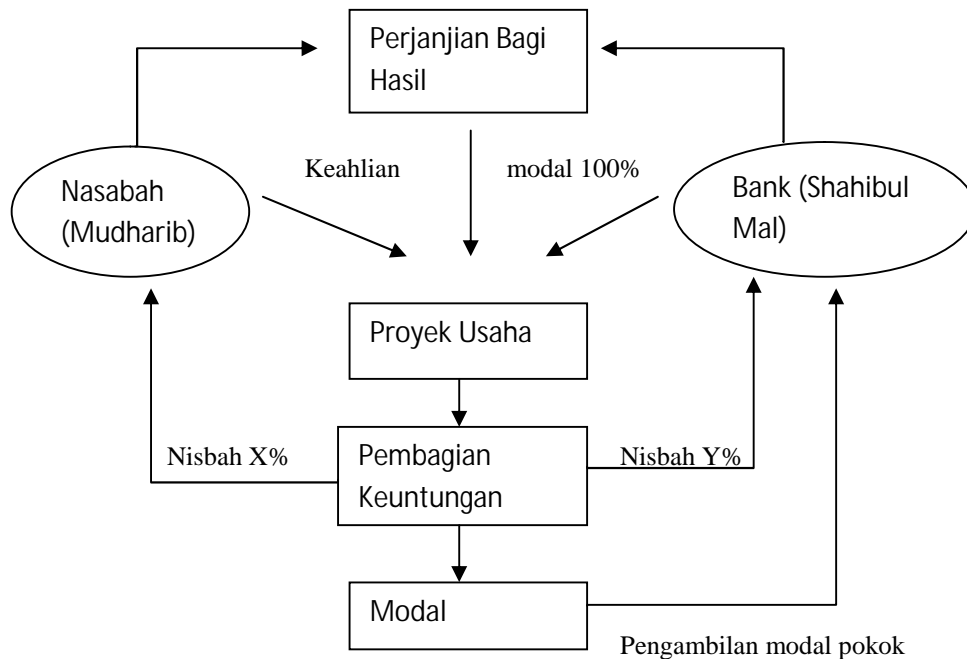 Perjanjian Bagi
Hasil
Keahlian
modal 100%
Nasabah
(Mudharib)
Bank (Shahibul
Mal)
Proyek Usaha
Nisbah X%
Pembagian
Keuntungan
Nisbah Y%
Modal
Pengambilan modal pokok